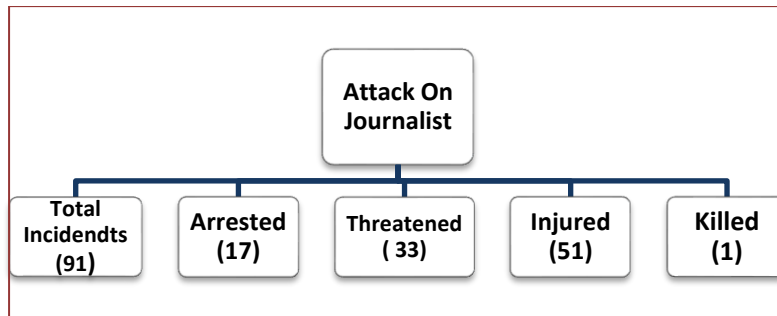 Attack On
Journalist
Total
Incidendts
(91)
Arrested
(17)
Threatened
( 33)
Injured
(51)
Killed
(1)